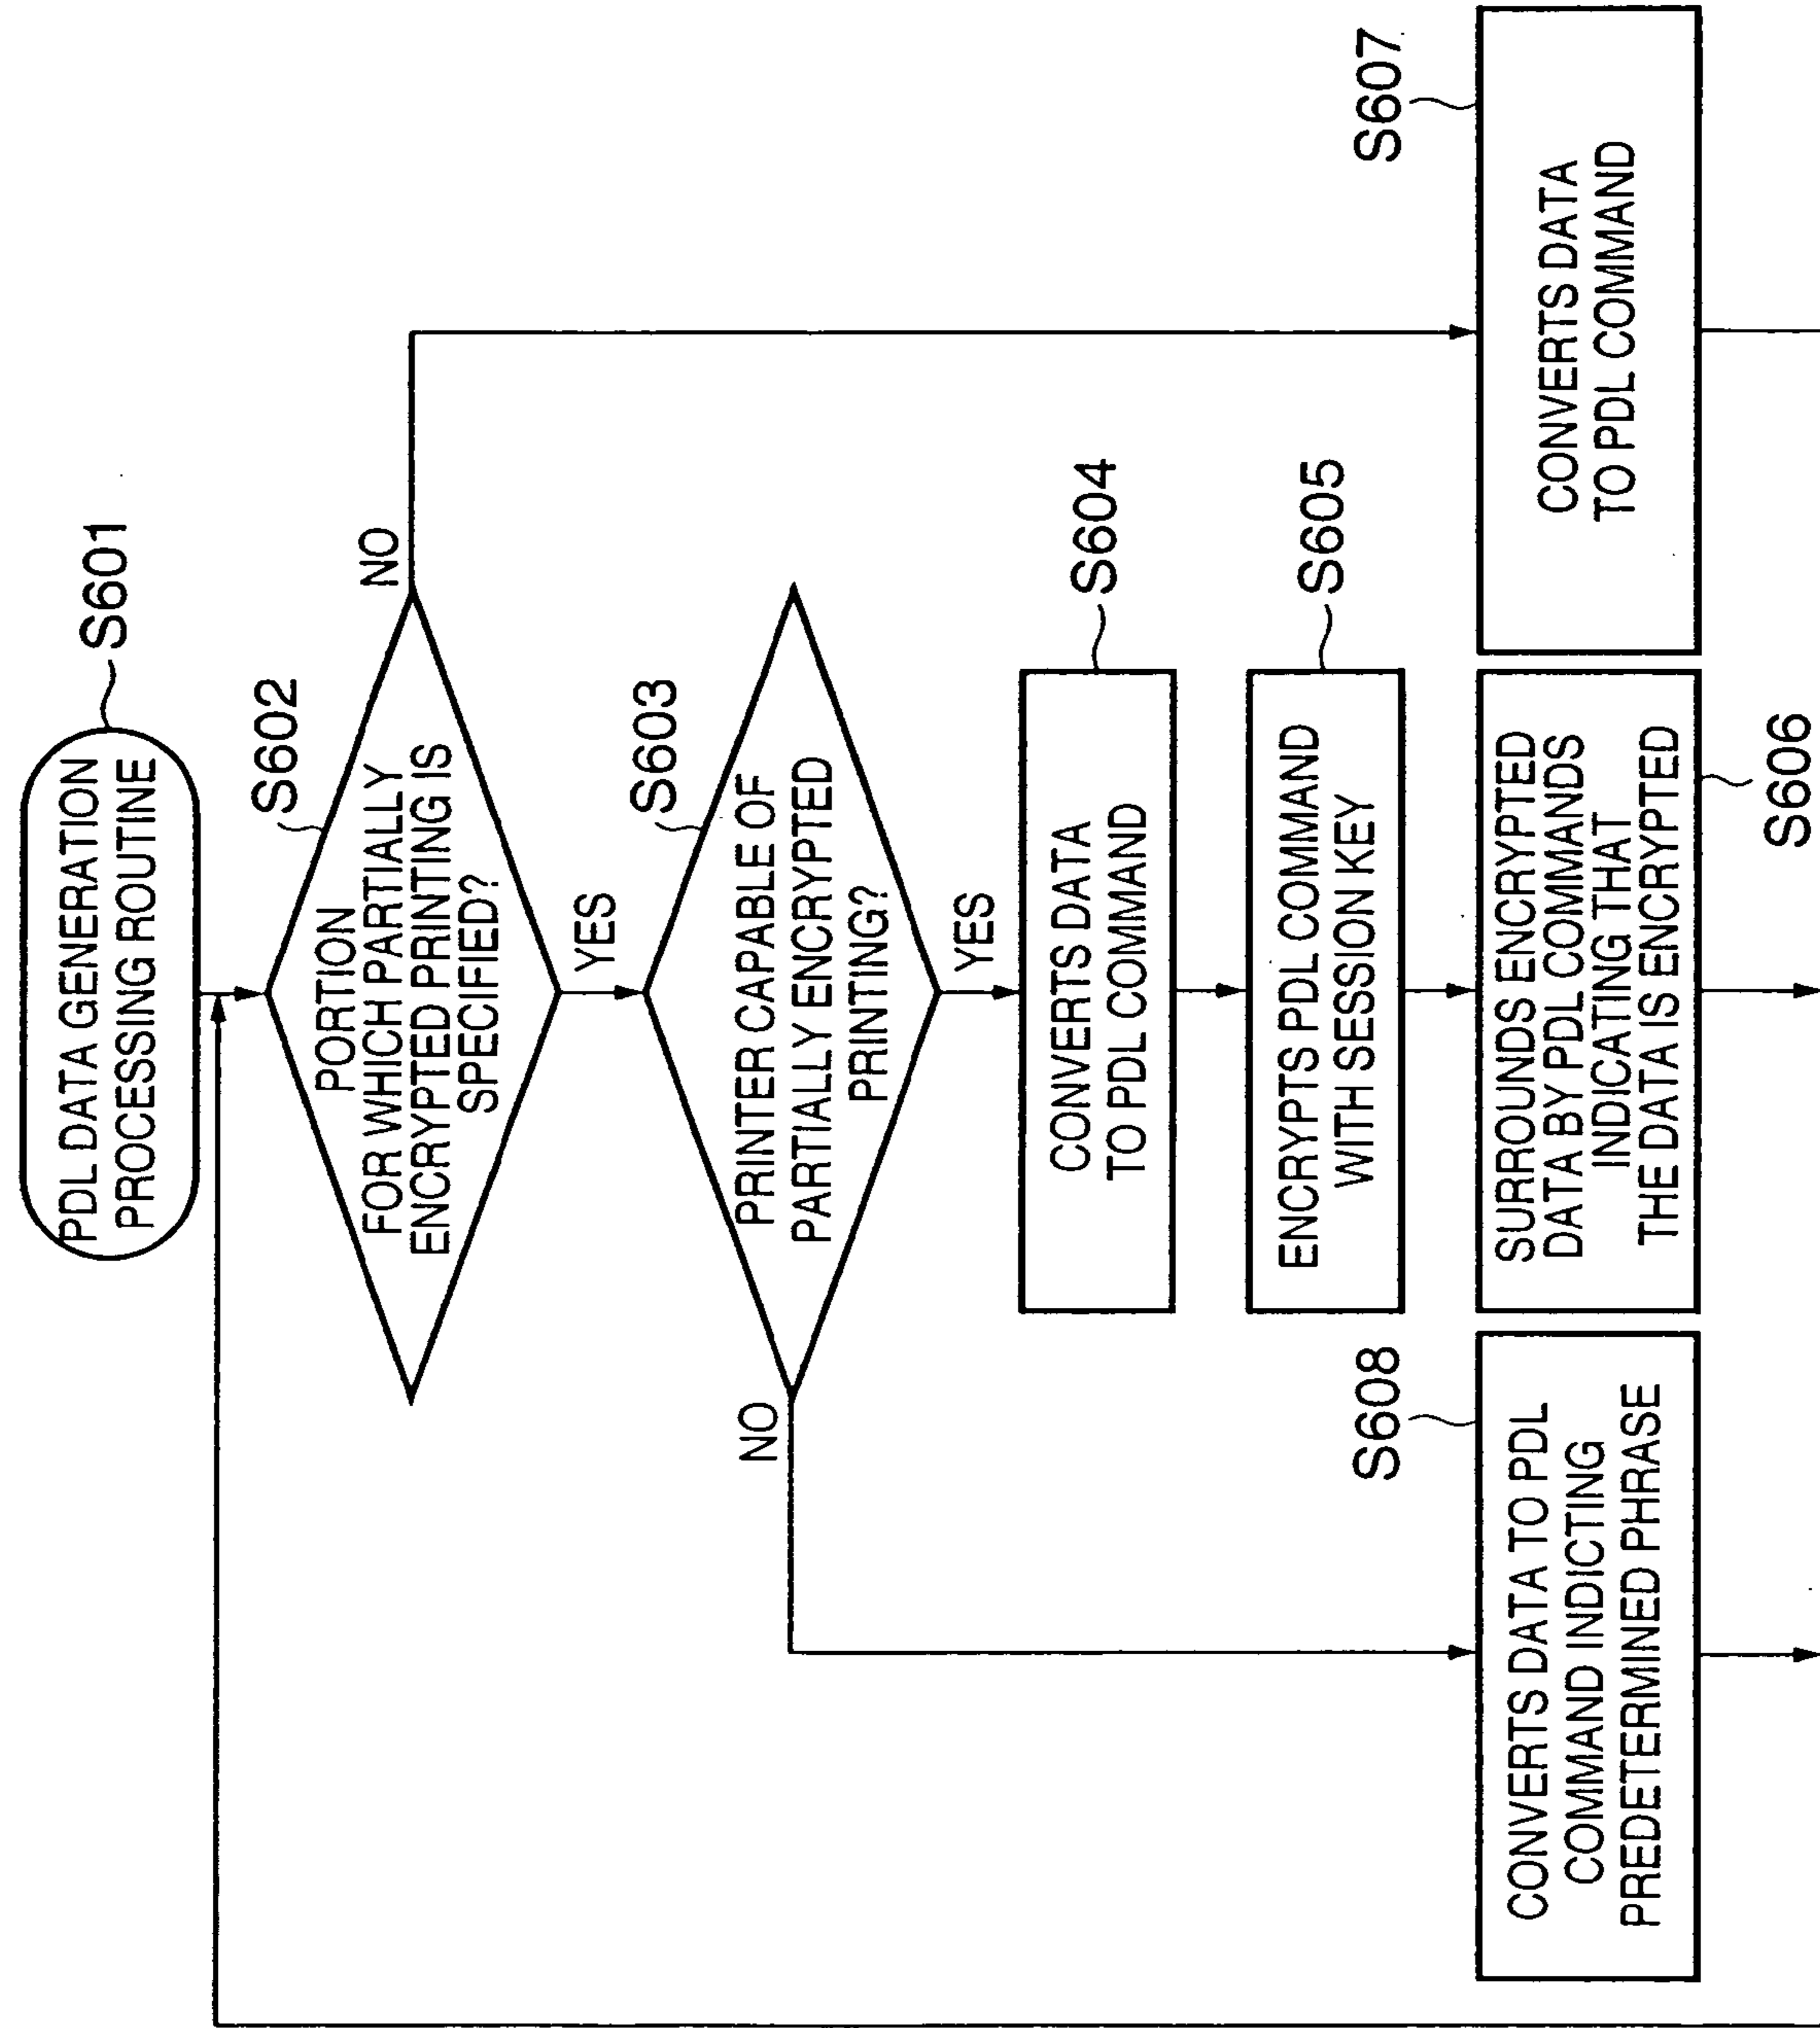 PDL DATA GENERATION
PROCESSING ROUTINE
S601
S602
PORTION
FOR WHICH PARTIALLY
ENCRYPTED PRINTING IS
SPECIFIED?
NO
YES
S603
PRINTER CAPABLE OF
PARTIALLY ENCRYPTED
PRINTING?
NO
YES
S604
CONVERTS DATA
TO PDL COMMAND
S605
ENCRYPTS PDL COMMAND
WITH SESSION KEY
S608
CONVERTS DATA TO PDL
COMMAND INDICTING
PREDETERMINED PHRASE
SURROUNDS ENCRYPTED
DATA BY PDL COMMANDS
INDICATING THAT
THE DATA IS ENCRYPTED
S606
S607
CONVERTS DATA
TO PDL COMMAND